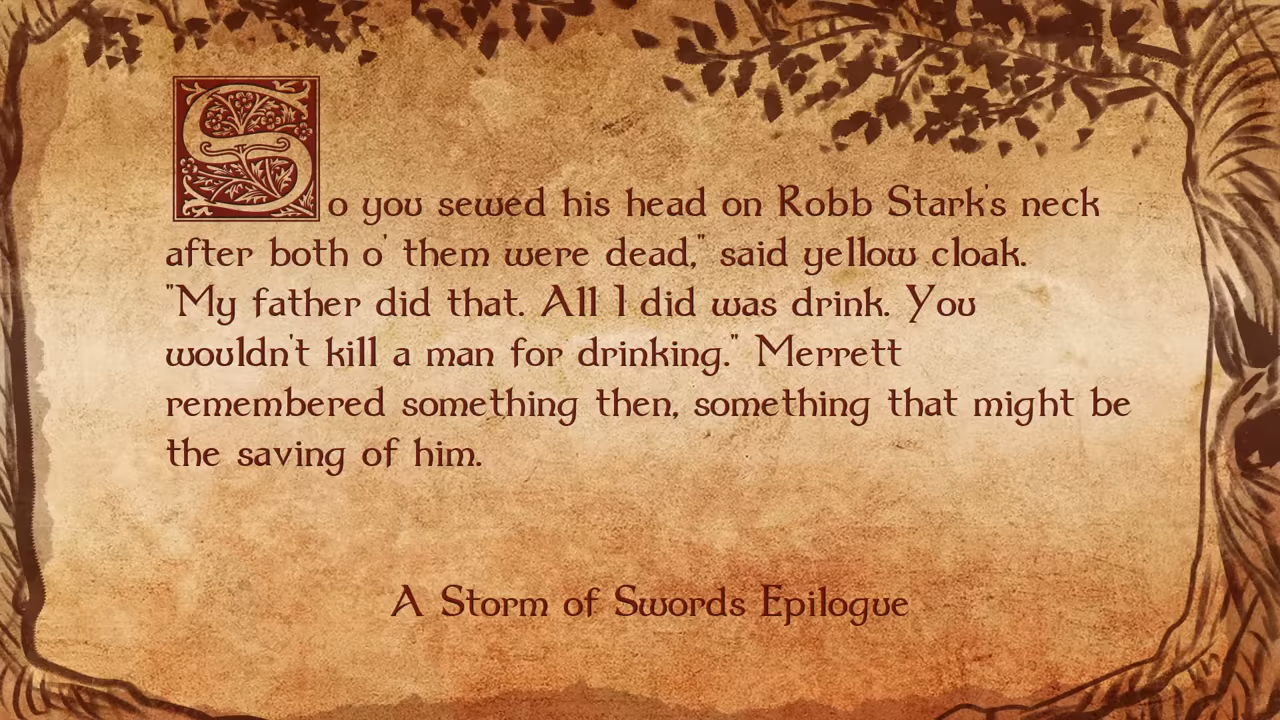 So you sewed his head on Robb Stark's neck
after both o' them were dead," said yellow cloak.
"My father did that. All I did was drink. You
wouldn't kill a man for drinking." Merrett
remembered something then, something that might be
the saving of him.
A Storm of Swords Epilogue